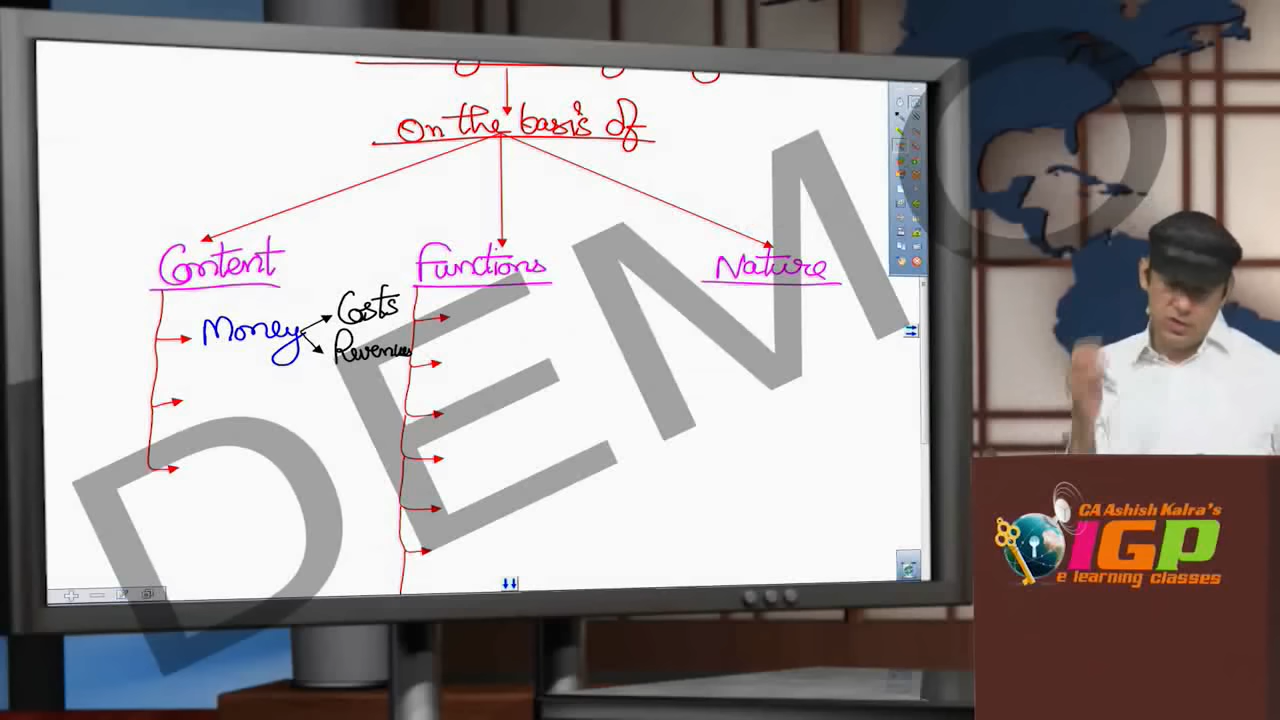 On the basis of
Content
Functions
Nature
Money
Costs
Revenues
DEMO
CA Ashish Kalra's
IGP
e learning classes